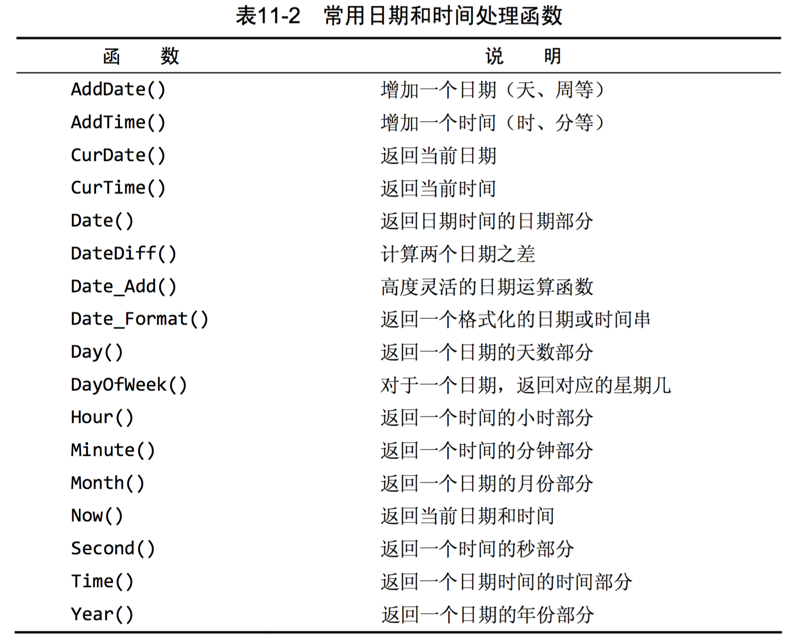 表11-2 常用日期和时间处理函数
函 数 说 明
AddDate() 增加一个日期（天、周等）
AddTime() 增加一个时间（时、分等）
CurDate() 返回当前日期
CurTime() 返回当前时间
Date() 返回日期时间的日期部分
DateDiff() 计算两个日期之差
Date_Add() 高度灵活的日期运算函数
Date_Format() 返回一个格式化的日期或时间串
Day() 返回一个日期的天数部分
DayOfWeek() 对于一个日期，返回对应的星期几
Hour() 返回一个时间的小时部分
Minute() 返回一个时间的分钟部分
Month() 返回一个日期的月份部分
Now() 返回当前日期和时间
Second() 返回一个时间的秒部分
Time() 返回一个日期时间的时间部分
Year() 返回一个日期的年份部分